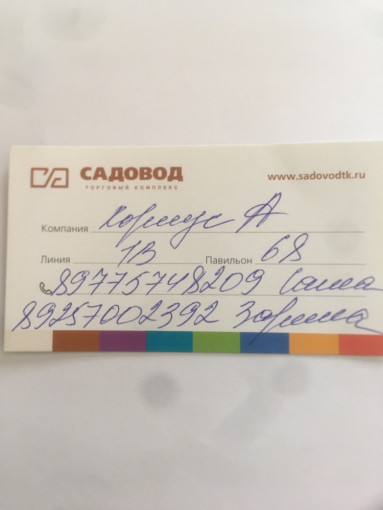 САДОВОД
ТОРГОВЫЙ КОМПЛЕКС
www.sadovodtk.ru
Компания Корпус А
Линия 1В Павильон 68
89775748209 Саша
89257002392 Зарина